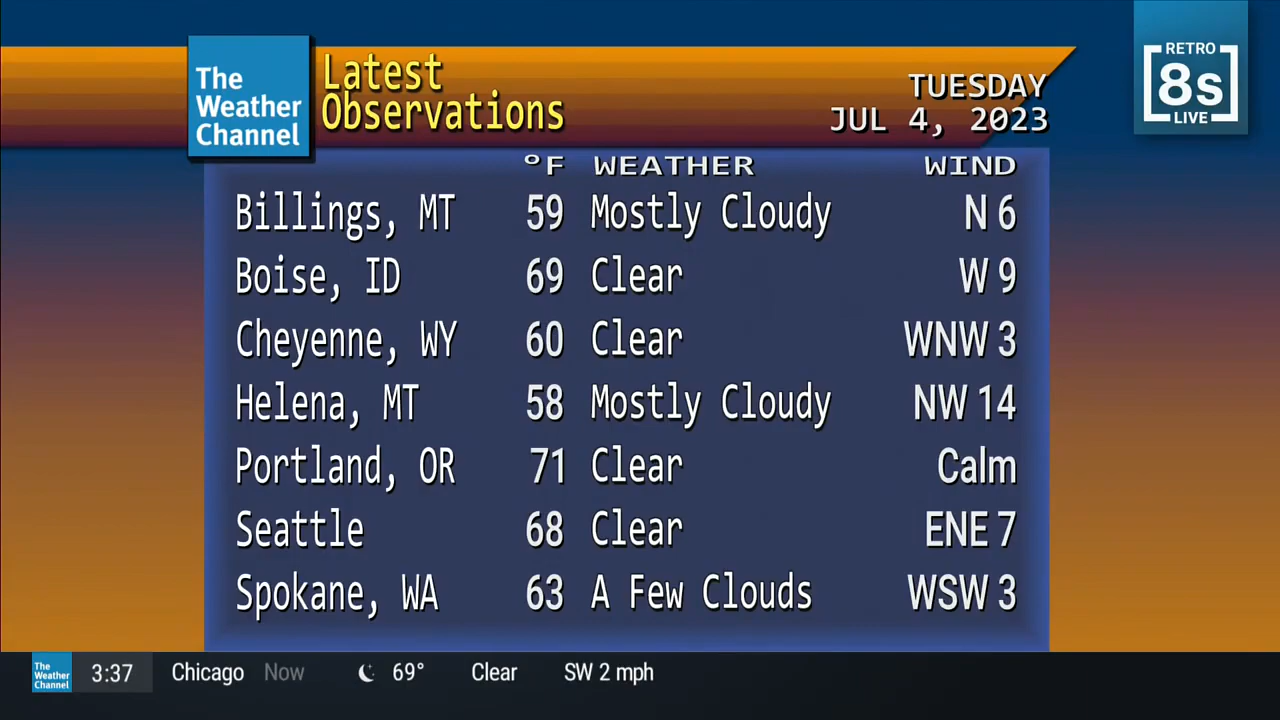 The
Weather
Channel
Latest
Observations
TUESDAY
JUL 4, 2023
RETRO
8s
LIVE
°F WEATHER WIND
Billings, MT 59 Mostly Cloudy N 6
Boise, ID 69 Clear W 9
Cheyenne, WY 60 Clear WNW 3
Helena, MT 58 Mostly Cloudy NW 14
Portland, OR 71 Clear Calm
Seattle 68 Clear ENE 7
Spokane, WA 63 A Few Clouds WSW 3
The
Weather
Channel
3:37 Chicago Now 69° Clear SW 2 mph